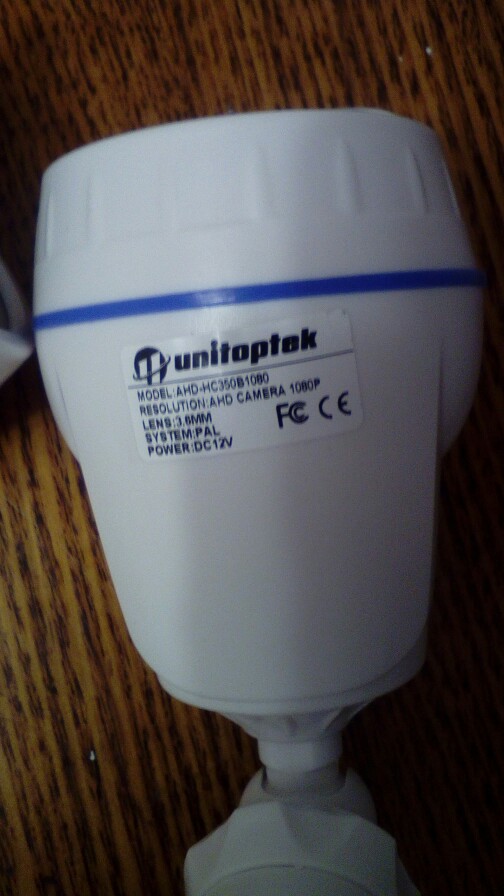 unitoptek
MODEL:AHD-HC350B1080
RESOLUTION:AHD CAMERA 1080P
LENS:3.6MM
SYSTEM:PAL
POWER:DC12V
FC CE